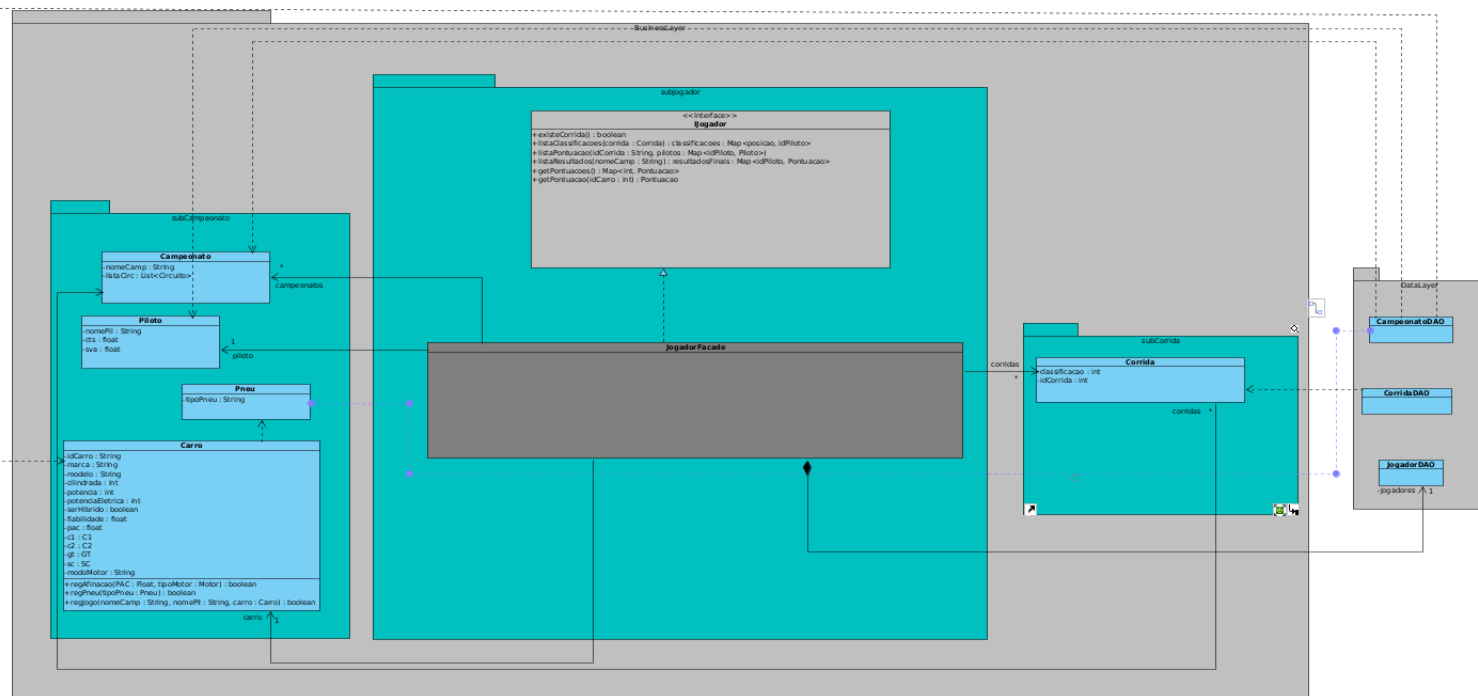 BusinessLayer
subJogador
<<Interface>>
IJogador
+existeCorrida() : boolean
+listaClassificacoes(corrida : Corrida) : classificacoes : Map<posicao, idPiloto>
+listaPontuacao(idCorrida : String, pilotos : Map<idPiloto, Piloto>)
+listaResultados(nomeCamp : String) : resultadosFinais : Map<idPiloto, Pontuacao>
+getPontuacoes() : Map<int, Pontuacao>
+getPontuacao(idCarro : int) : Pontuacao
subCampeonato
Campeonato
-nomeCamp : String
-listaCirc : List<Circuito>
*
campeonatos
Piloto
-nomePil : String
-cts : float
-sva : float
1
piloto
Pneu
-tipoPneu : String
Carro
-idCarro : String
-marca : String
-modelo : String
-cilindrada : int
-potencia : int
-potenciaEletrica : int
-serHibrido : boolean
-fiabilidade : float
-pac : float
-c1 : C1
-c2 : C2
-gt : GT
-sc : SC
-modoMotor : String
+regAfinacao(PAC : Float, tipoMotor : Motor) : boolean
+regPneu(tipoPneu : Pneu) : boolean
+regJogo(nomeCamp : String, nomePil : String, carro : Carro) : boolean
carro
1
JogadorFacade
corridas
*
subCorrida
Corrida
-classificacao : int
-idCorrida : int
corridas *
DataLayer
CampeonatoDAO
CorridaDAO
JogadorDAO
-jogadores 1